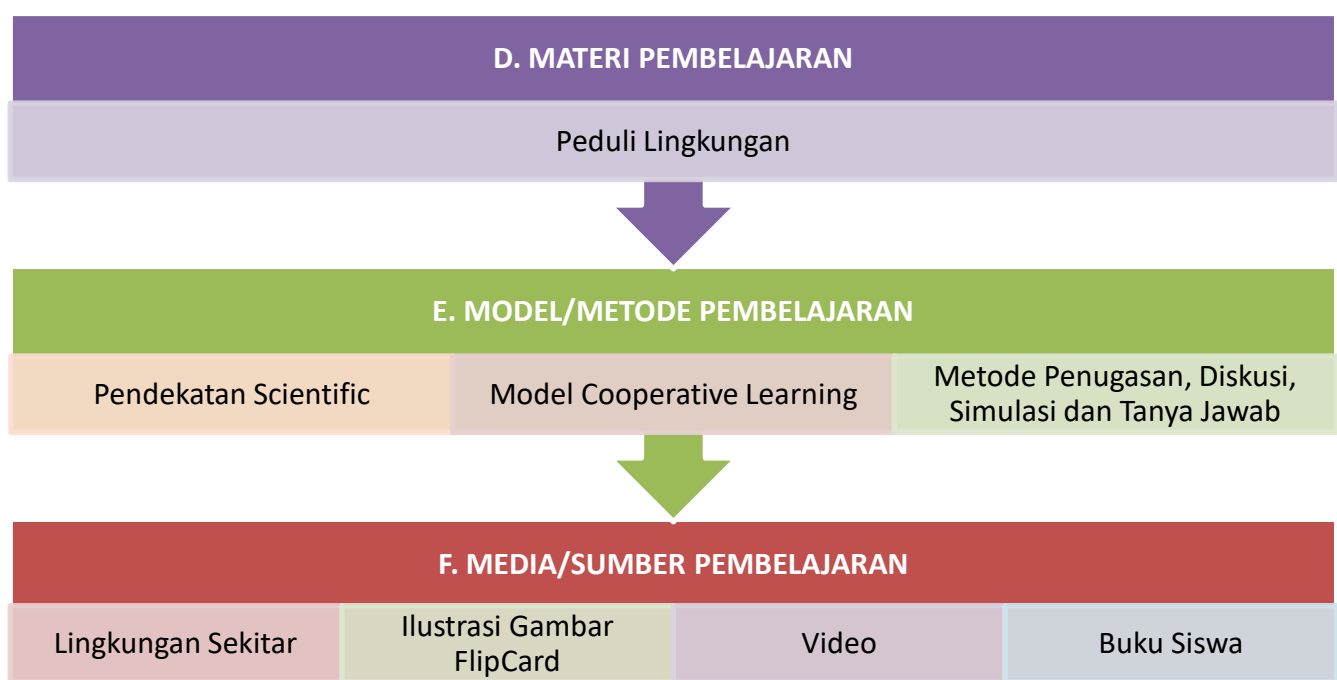 D. MATERI PEMBELAJARAN
Peduli Lingkungan
E. MODEL/METODE PEMBELAJARAN
Pendekatan Scientific
Model Cooperative Learning
Metode Penugasan, Diskusi,
Simulasi dan Tanya Jawab
F. MEDIA/SUMBER PEMBELAJARAN
Lingkungan Sekitar
Ilustrasi Gambar
FlipCard
Video
Buku Siswa